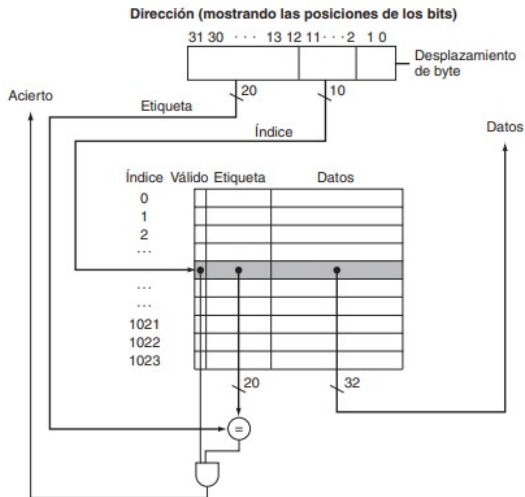 Dirección (mostrando las posiciones de los bits)
31 30 · · · 13 12 11 · · · 2 1 0
Desplazamiento
de byte
20
10
Acierto
Etiqueta
Índice
Datos
Índice Válido Etiqueta Datos
0
1
2
...
...
...
1021
1022
1023
20
32
=